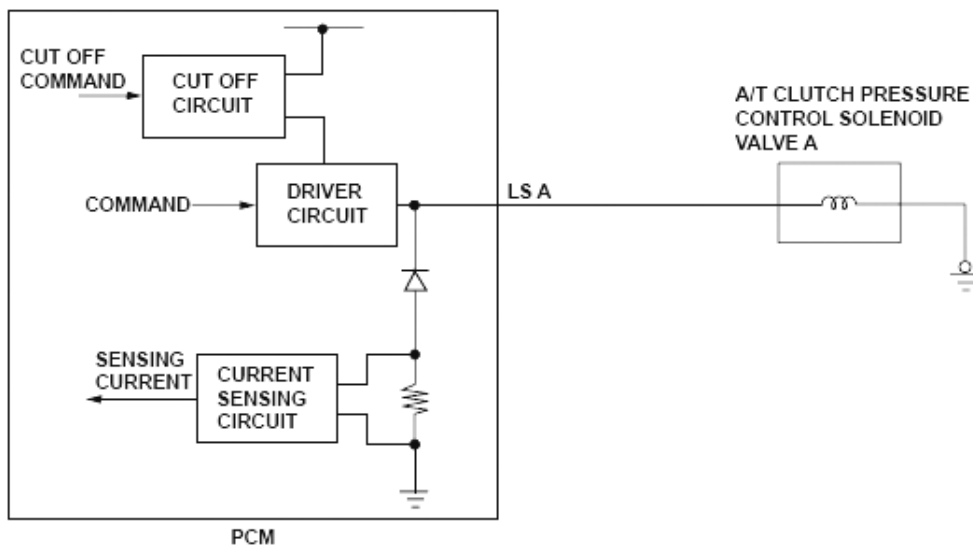 CUT OFF
COMMAND
CUT OFF
CIRCUIT
A/T CLUTCH PRESSURE
CONTROL SOLENOID
VALVE A
COMMAND
DRIVER
CIRCUIT
LS A
SENSING
CURRENT
CURRENT
SENSING
CIRCUIT
PCM